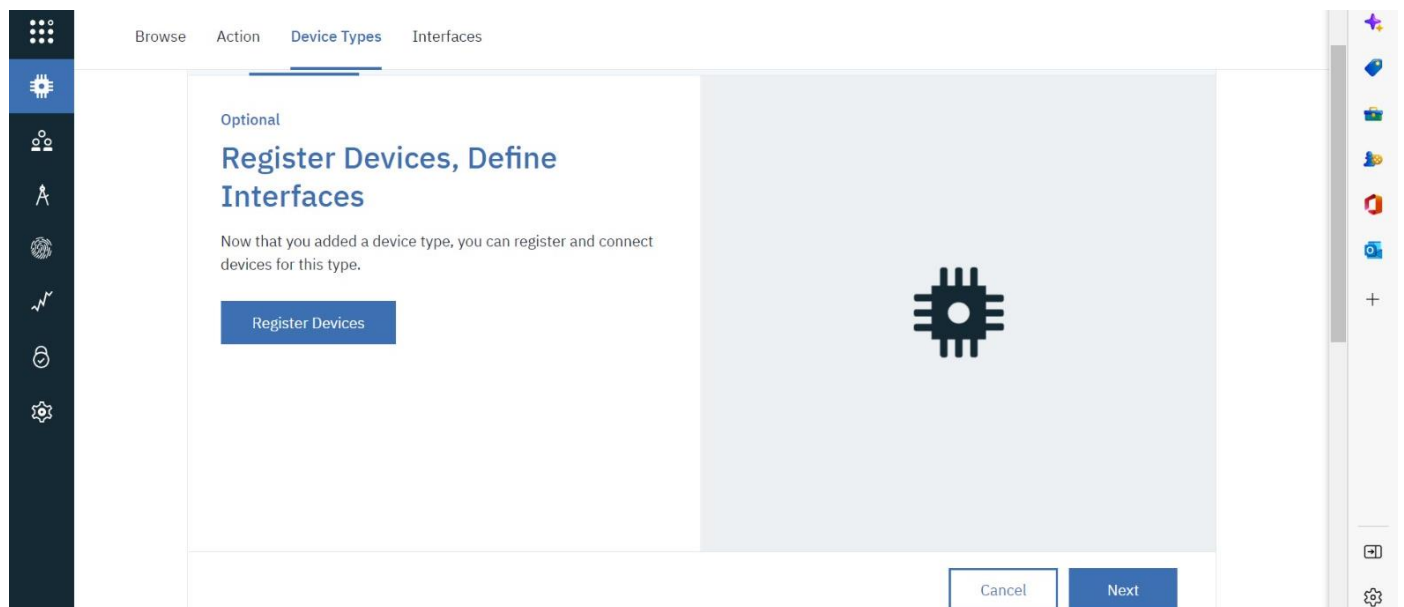 Browse Action Device Types Interfaces
Optional
Register Devices, Define
Interfaces
Now that you added a device type, you can register and connect
devices for this type.
Register Devices
Cancel Next